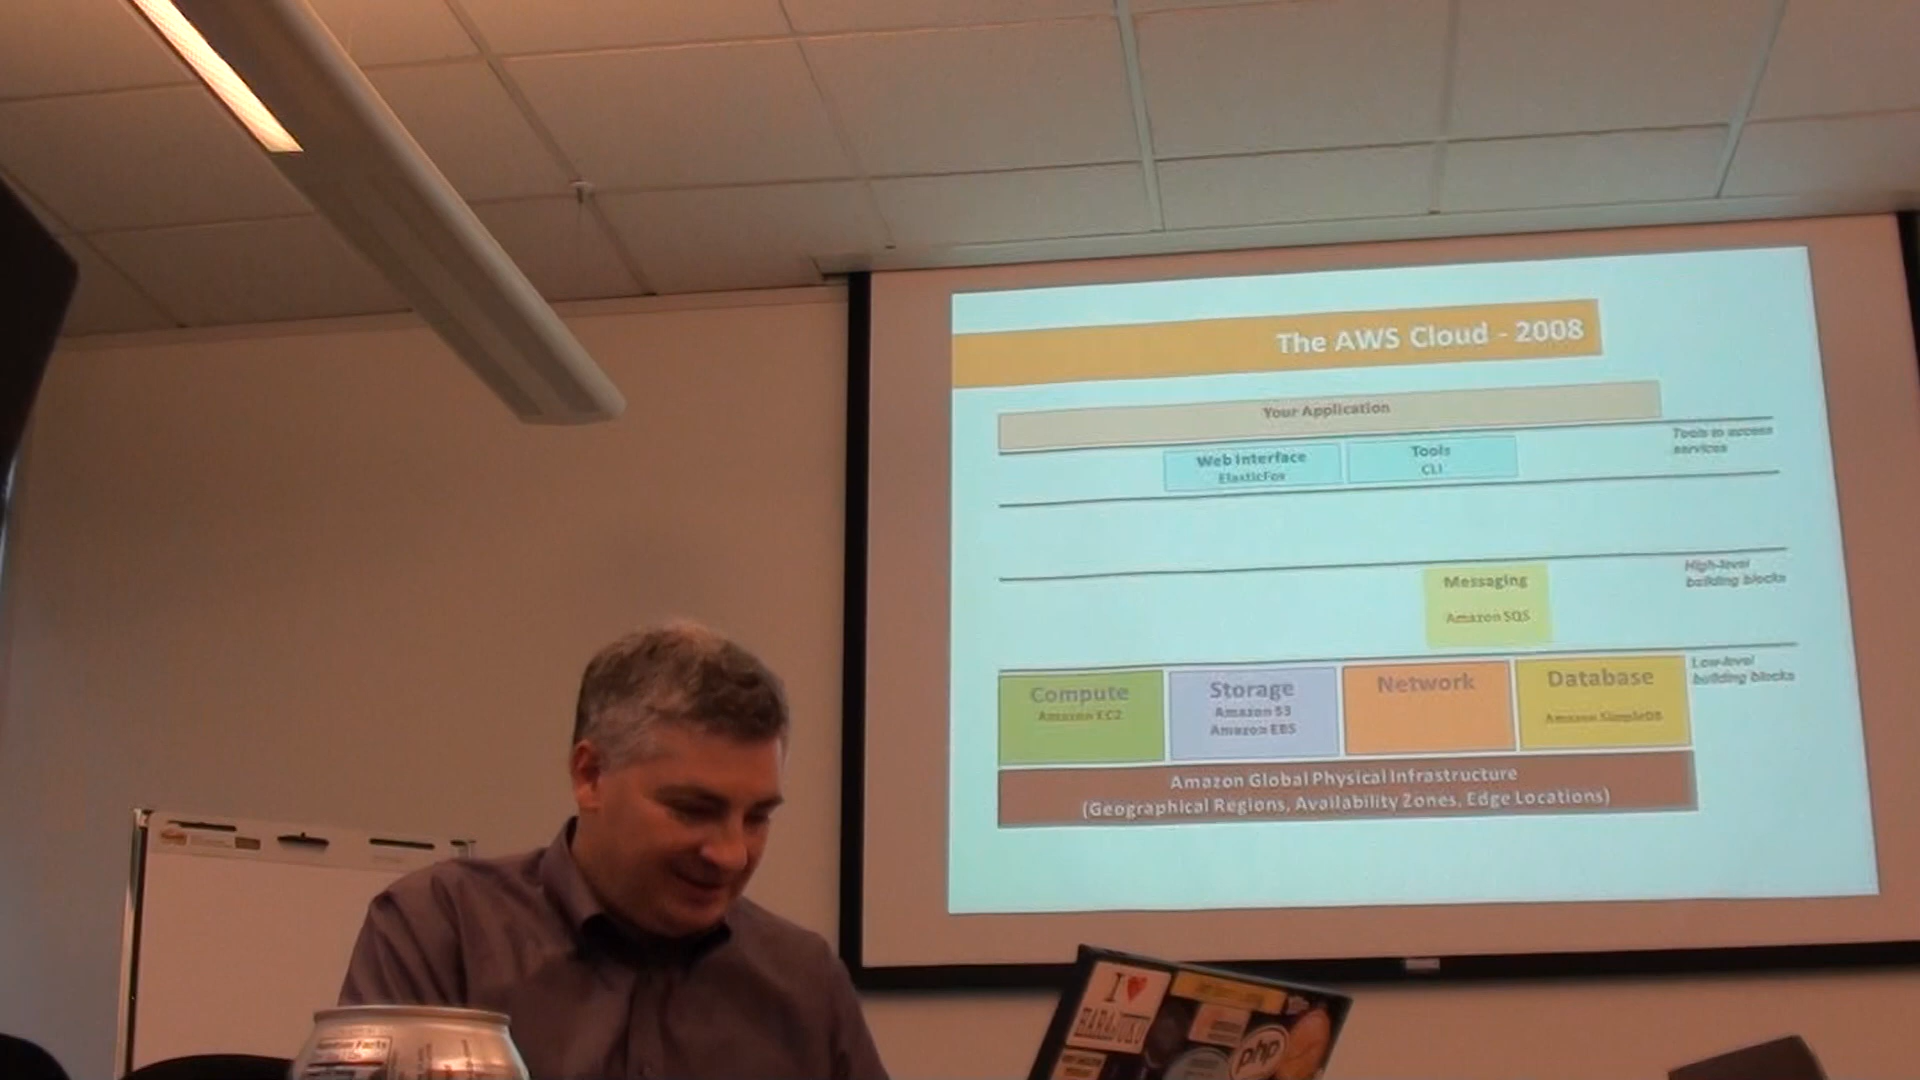 The AWS Cloud - 2008
Your Application
Tools to access
services
Web Interface
ElasticFox
Tools
CLI
High-level
building blocks
Messaging
Amazon SQS
Low-level
building blocks
Compute
Amazon EC2
Storage
Amazon S3
Amazon EBS
Network
Database
Amazon SimpleDB
Amazon Global Physical Infrastructure
(Geographical Regions, Availability Zones, Edge Locations)
I ♥
HARAJUKU
php